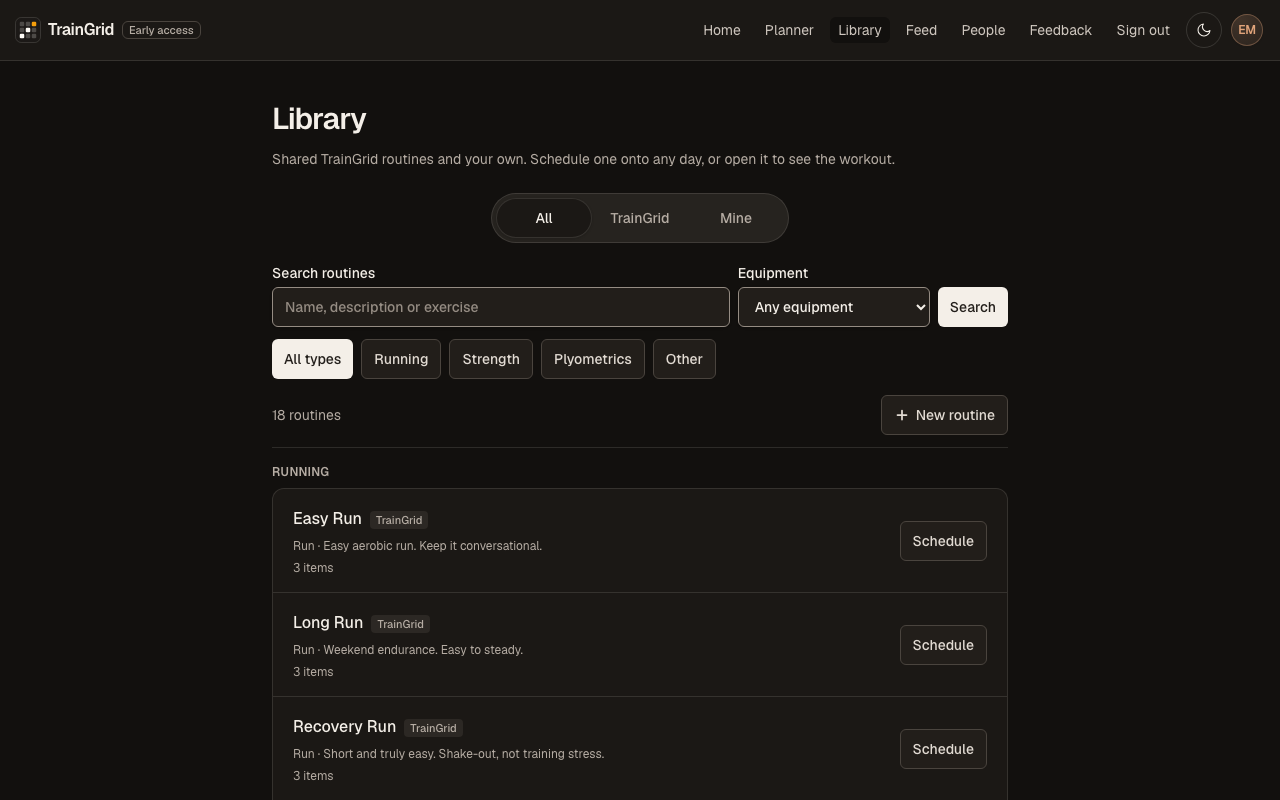 TrainGrid Early access Home Planner Library Feed People Feedback Sign out EM
Library
Shared TrainGrid routines and your own. Schedule one onto any day, or open it to see the workout.
All TrainGrid Mine
Search routines Equipment
Name, description or exercise Any equipment Search
All types Running Strength Plyometrics Other
18 routines + New routine
RUNNING
Easy Run TrainGrid
Run · Easy aerobic run. Keep it conversational.
3 items
Schedule
Long Run TrainGrid
Run · Weekend endurance. Easy to steady.
3 items
Schedule
Recovery Run TrainGrid
Run · Short and truly easy. Shake-out, not training stress.
3 items
Schedule